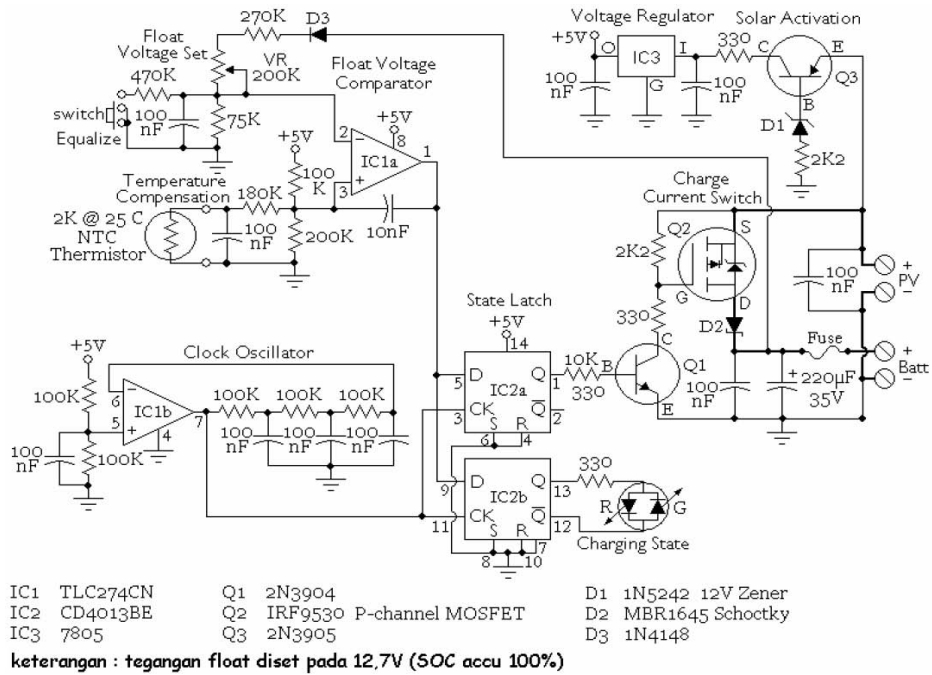 270K
D3
Float
Voltage Set
VR
200K
470K
100
nF
75K
switch
Equalize
Float Voltage
Comparator
+5V
2
8
IC1a
1
3
+5V
100
K
10nF
Temperature
Compensation
180K
2K @ 25 C
NTC
Thermistor
100
nF
200K
Voltage Regulator
+5V
O
IC3
I
G
100
nF
100
nF
330
Solar Activation
C
E
Q3
B
D1
2K2
Charge
Current Switch
Q2
S
2K2
G
D
330
D2
100
nF
+
PV
-
Fuse
+
Batt
-
100
nF
+
220µF
35V
State Latch
+5V
14
5
D
Q
1
IC2a
3
CK
Q
2
S
R
6
4
10K
330
B
C
Q1
E
9
D
Q
13
IC2b
11
CK
Q
12
S
R
7
8
10
330
R
G
Charging State
Clock Oscillator
+5V
100K
6
IC1b
7
5
4
100
nF
100K
100K
100K
100K
100
nF
100
nF
100
nF
IC1 TLC274CN
IC2 CD4013BE
IC3 7805
Q1 2N3904
Q2 IRF9530 P-channel MOSFET
Q3 2N3905
D1 1N5242 12V Zener
D2 MBR1645 Schoctky
D3 1N4148
keterangan : tegangan float diset pada 12,7V (SOC accu 100%)